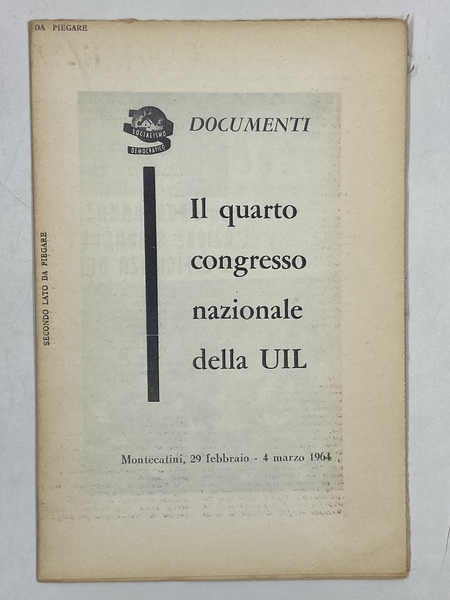 DA PIEGARE
SECONDO LATO DA PIEGARE
SOCIALISMO
DEMOCRATICO
DOCUMENTI
Il quarto
congresso
nazionale
della UIL
Montecatini, 29 febbraio - 4 marzo 1964